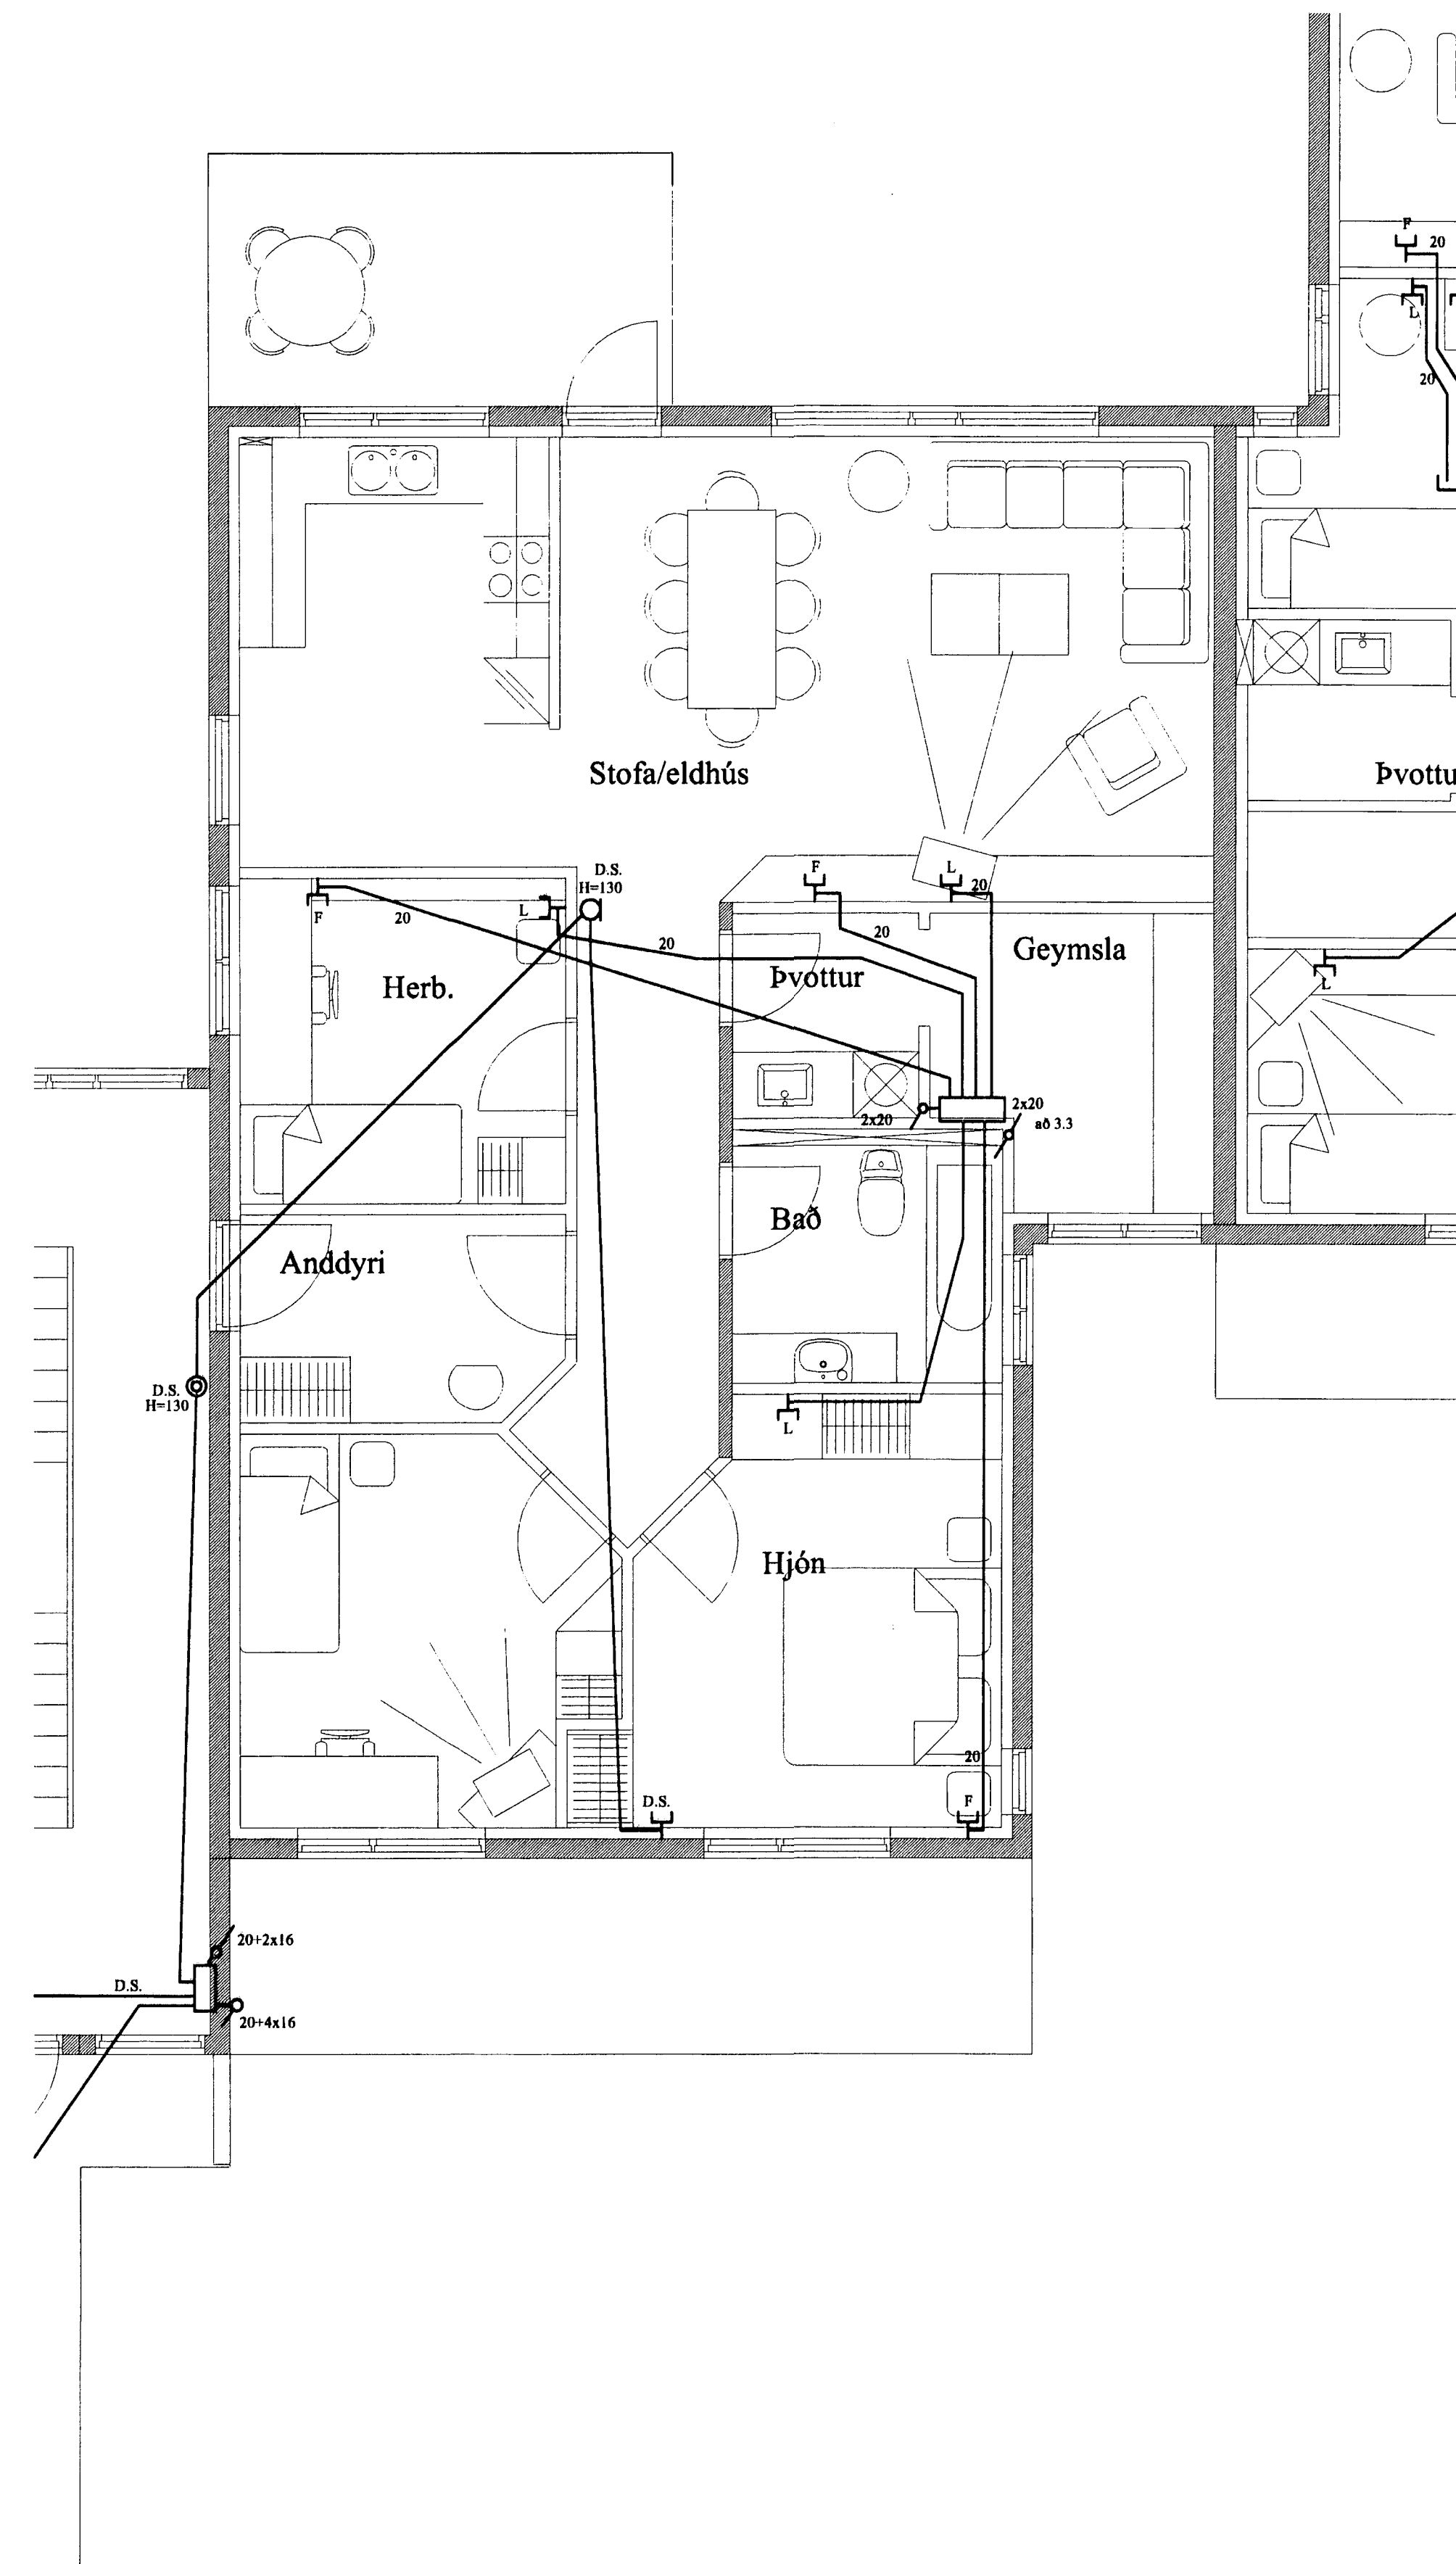 F
20
L
20
Stofa/eldhús
Þvottu
D.S.
H=130
F
L
20
F
20
L
20
20
Geymsla
Þvottur
Herb.
L
2x20
2x20
að 3.3
Bað
Anddyri
D.S.
H=130
L
Hjón
20
D.S.
F
20+2x16
D.S.
20+4x16